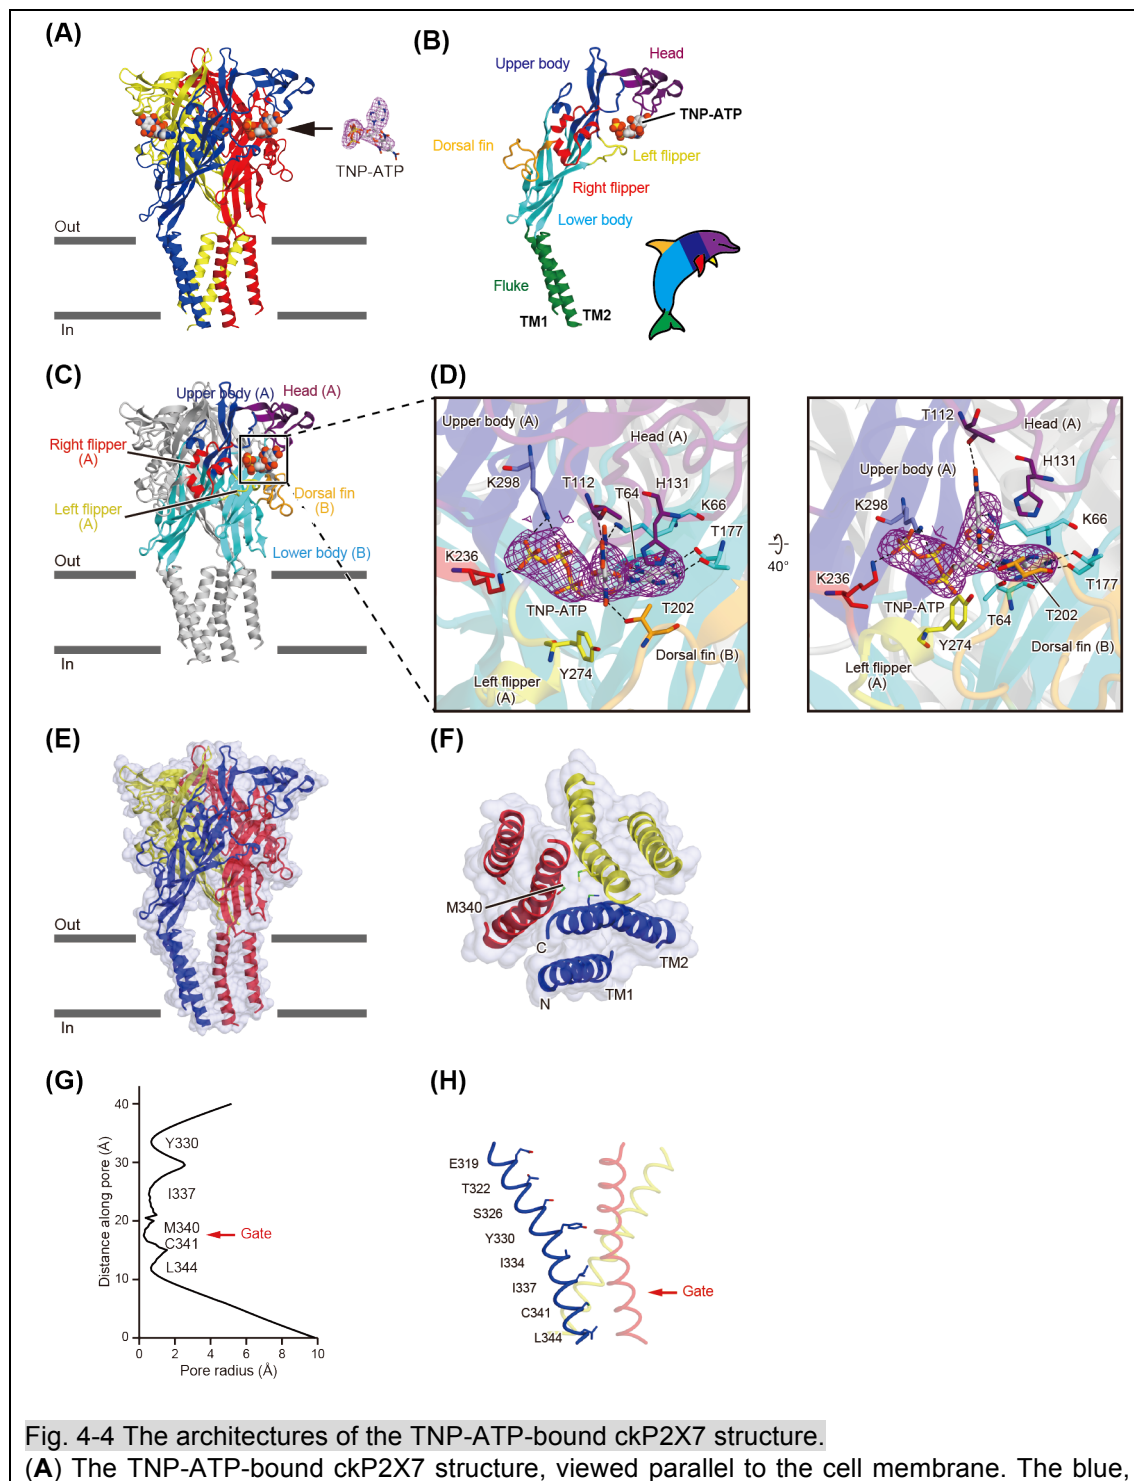 (A)
TNP-ATP
Out
In
(B)
Upper body
Head
TNP-ATP
Dorsal fin
Left flipper
Right flipper
Lower body
Fluke
TM1
TM2
(C)
Upper body (A)
Head (A)
Right flipper
(A)
Left flipper
(A)
Dorsal fin
(B)
Lower body (B)
Out
In
(D)
Upper body (A)
Head (A)
K298
T112
T64
H131
K66
T177
K236
TNP-ATP
T202
Y274
Dorsal fin (B)
Left flipper
(A)
40°
T112
Head (A)
H131
Upper body (A)
K298
K66
K236
T177
TNP-ATP
T64
T202
Y274
Left flipper
(A)
Dorsal fin (B)
(E)
Out
In
(F)
M340
C
TM2
N
TM1
(G)
Distance along pore (Å)
40
30
20
10
0
Y330
I337
M340
C341
L344
Gate
0 2 4 6 8 10
Pore radius (Å)
(H)
E319
T322
S326
Y330
I334
I337
C341
L344
Gate
Fig. 4-4 The architectures of the TNP-ATP-bound ckP2X7 structure.
(A) The TNP-ATP-bound ckP2X7 structure, viewed parallel to the cell membrane. The blue,